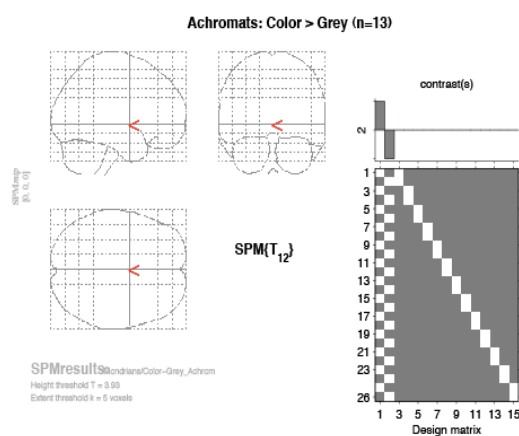 Achromats: Color > Grey (n=13)
contrast(s)
2
SPMmip
[0, 0, 0]
<
<
<
SPM{T12}
1
3
5
7
9
11
13
15
17
19
21
23
26
1 3 5 7 9 11 13 15
Design matrix
SPMresults: Mondrians/Color-Grey_Achrom
Height threshold T = 3.93
Extent threshold k = 5 voxels